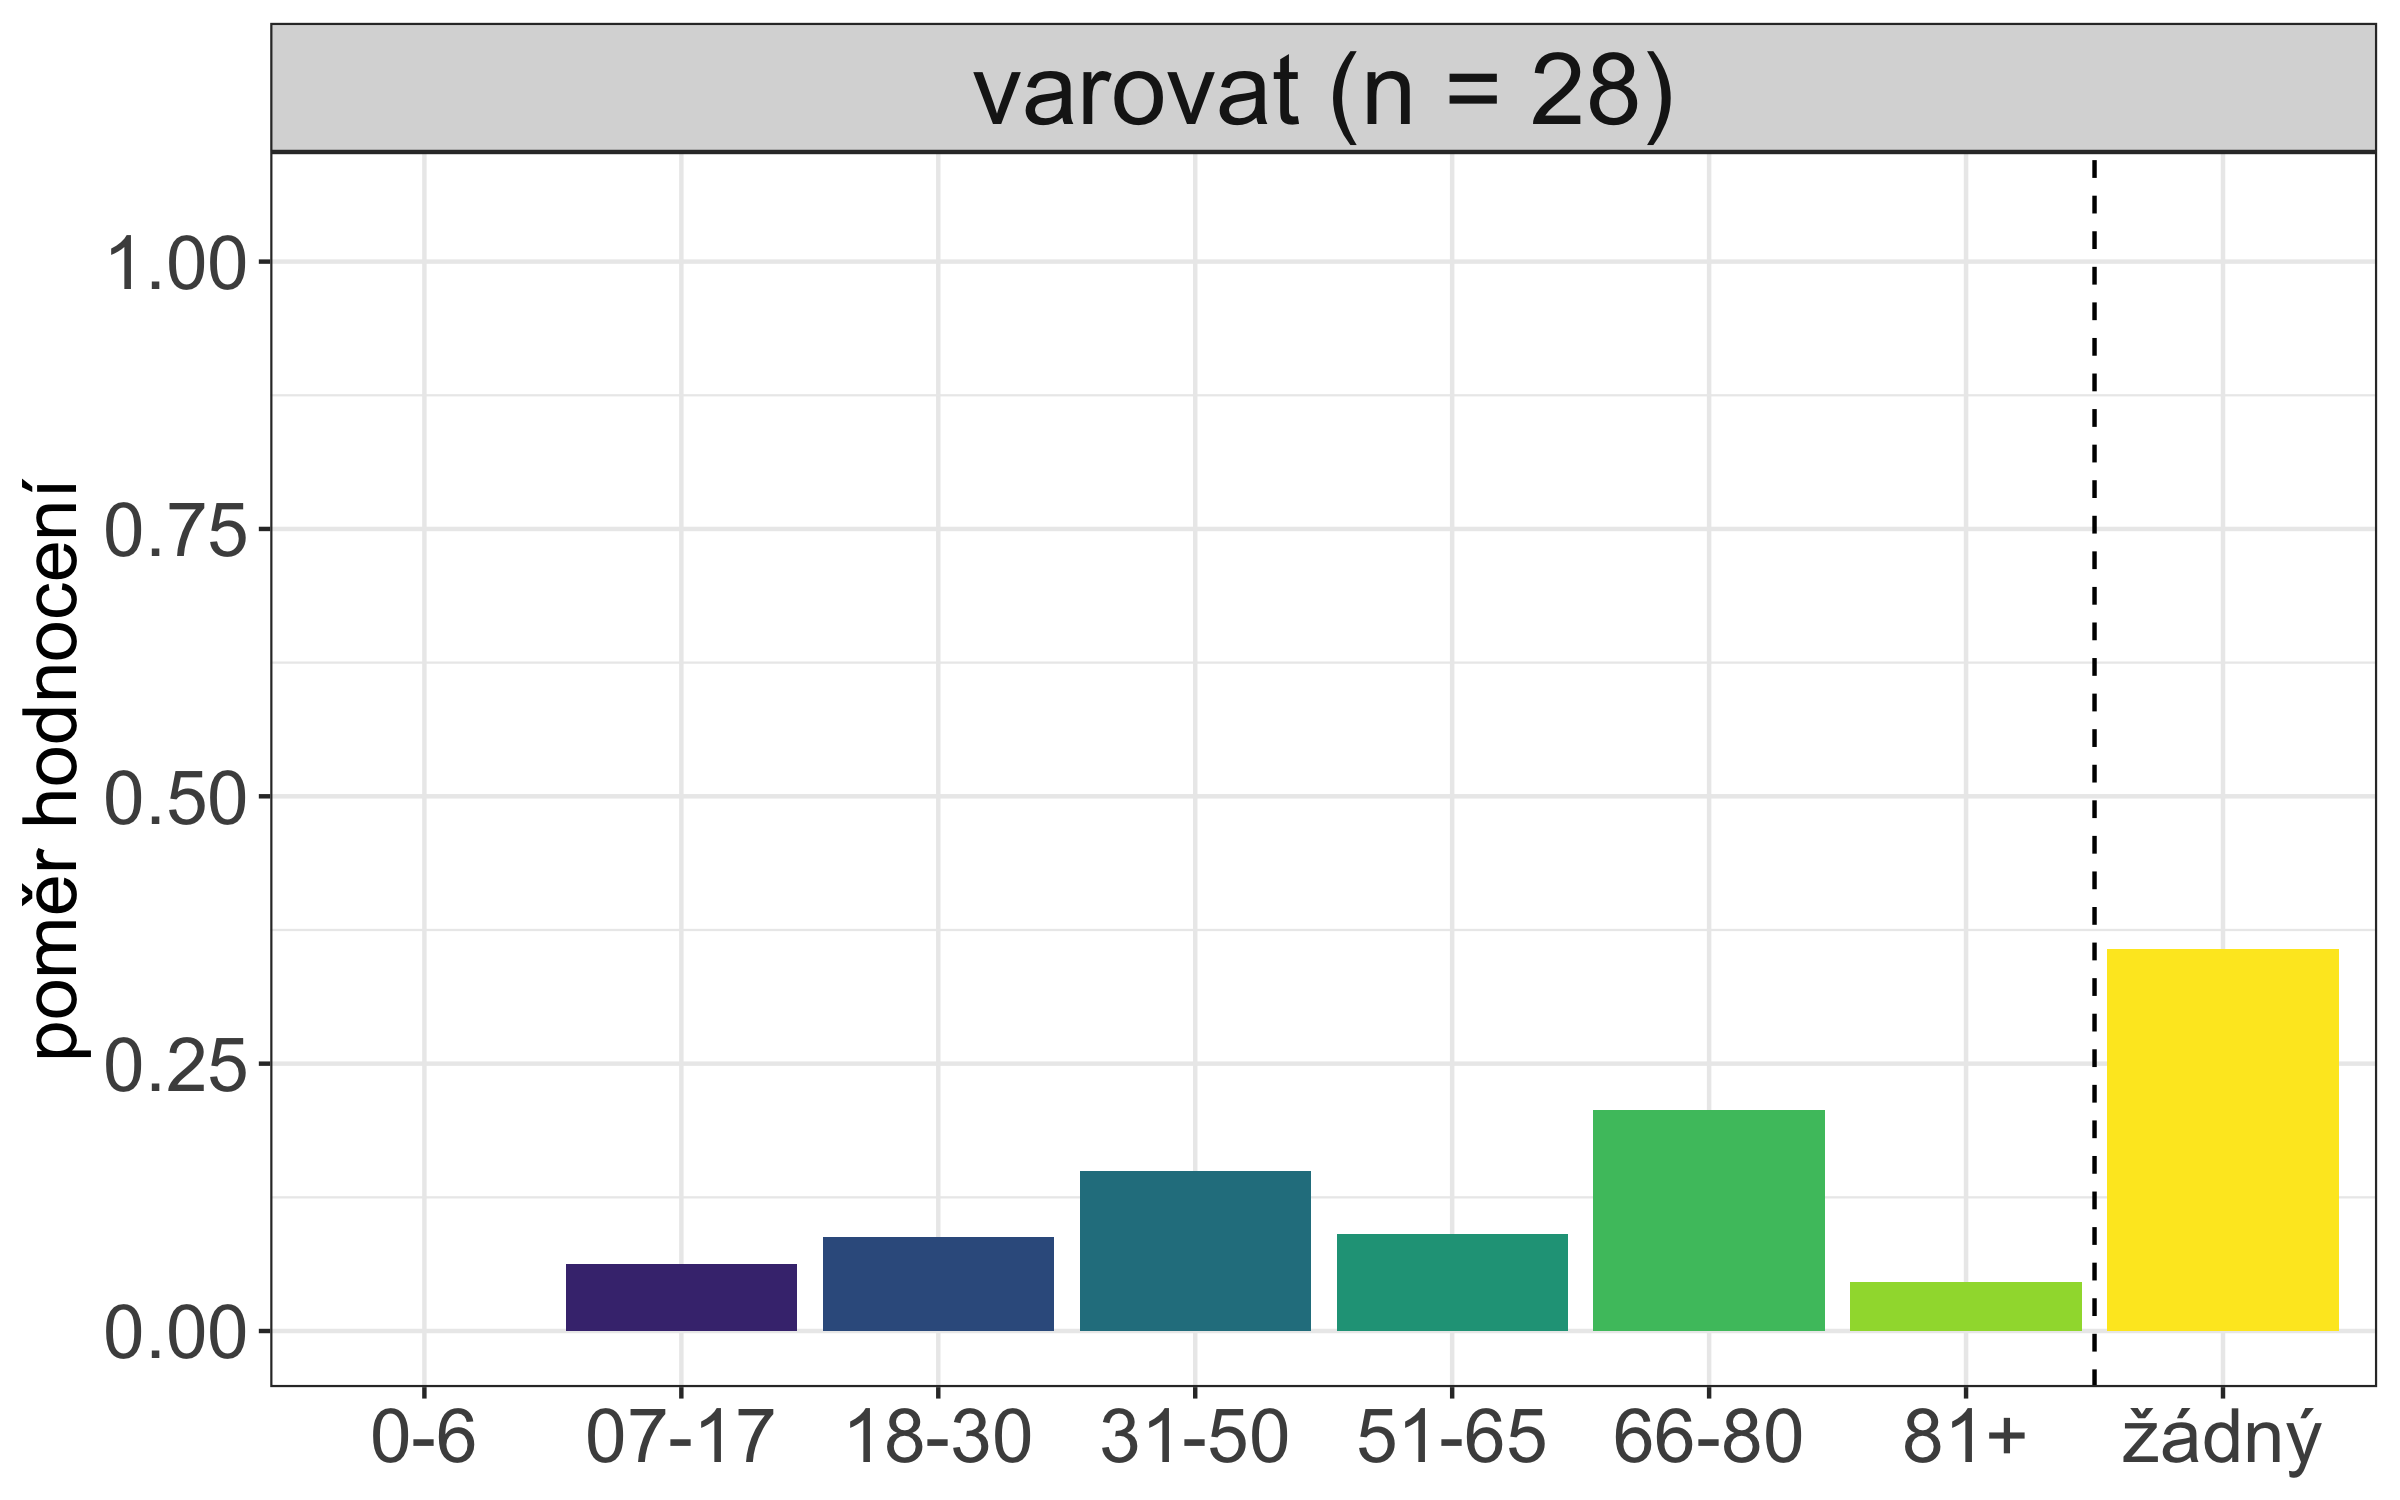 varovat (n = 28)
poměr hodnocení
1.00
0.75
0.50
0.25
0.00
0-6 07-17 18-30 31-50 51-65 66-80 81+ žádný